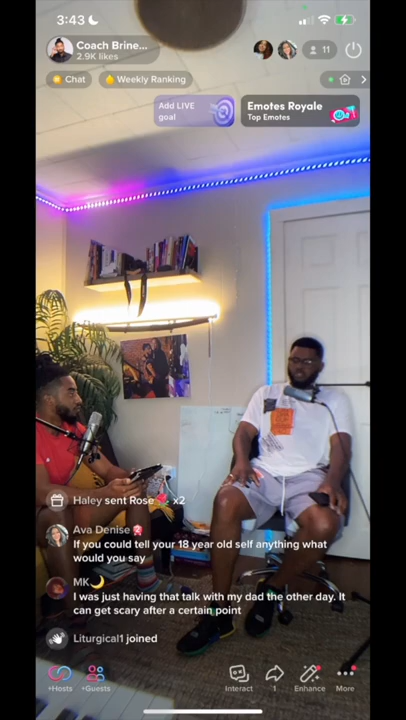 3:43
Coach Brine...
2.9K likes
11
Chat
Weekly Ranking
Add LIVE
goal
Emotes Royale
Top Emotes
Haley sent Rose x2
Ava Denise
If you could tell your 18 year old self anything what
would you say
MK
I was just having that talk with my dad the other day. It
can get scary after a certain point
Liturgical1 joined
+Hosts
+Guests
Interact
1
Enhance
More